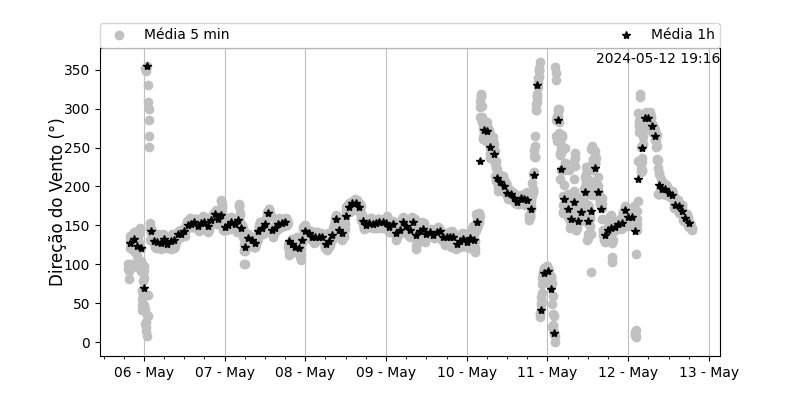 Média 5 min
Média 1h
2024-05-12 19:16
Direção do Vento (°)
350
300
250
200
150
100
50
0
06 - May
07 - May
08 - May
09 - May
10 - May
11 - May
12 - May
13 - May